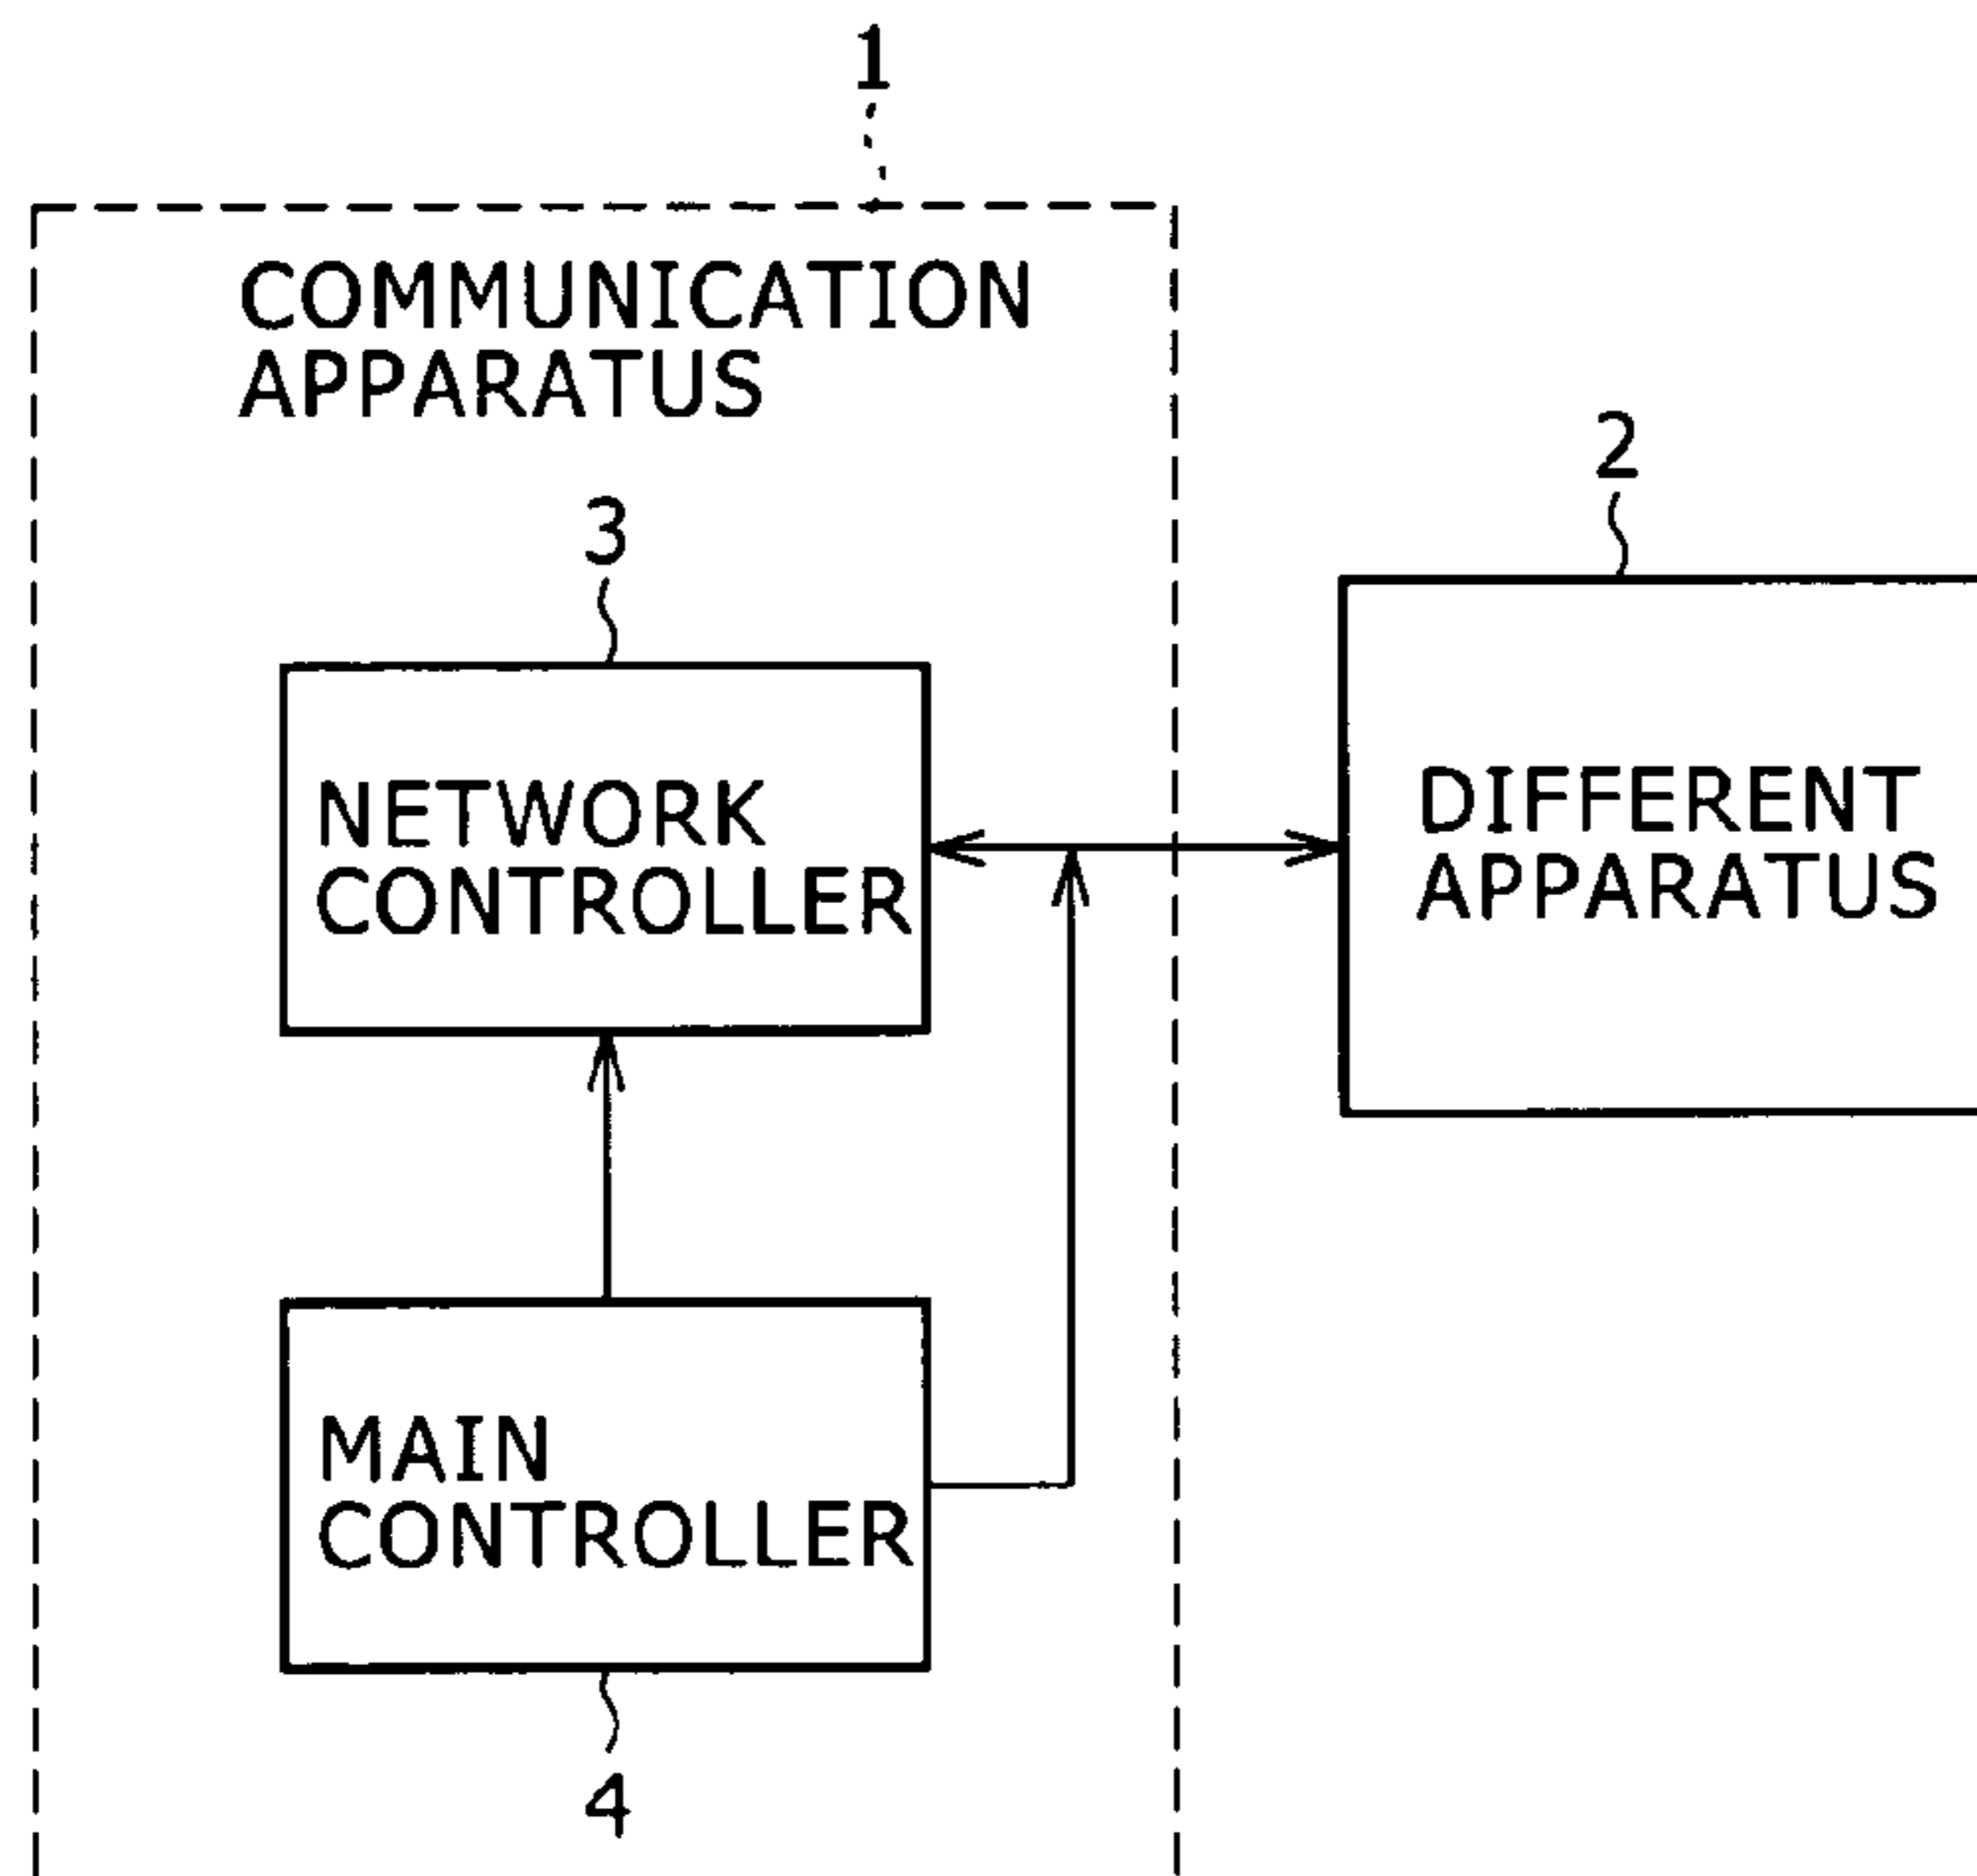 1
COMMUNICATION
APPARATUS
2
3
NETWORK
CONTROLLER
DIFFERENT
APPARATUS
MAIN
CONTROLLER
4